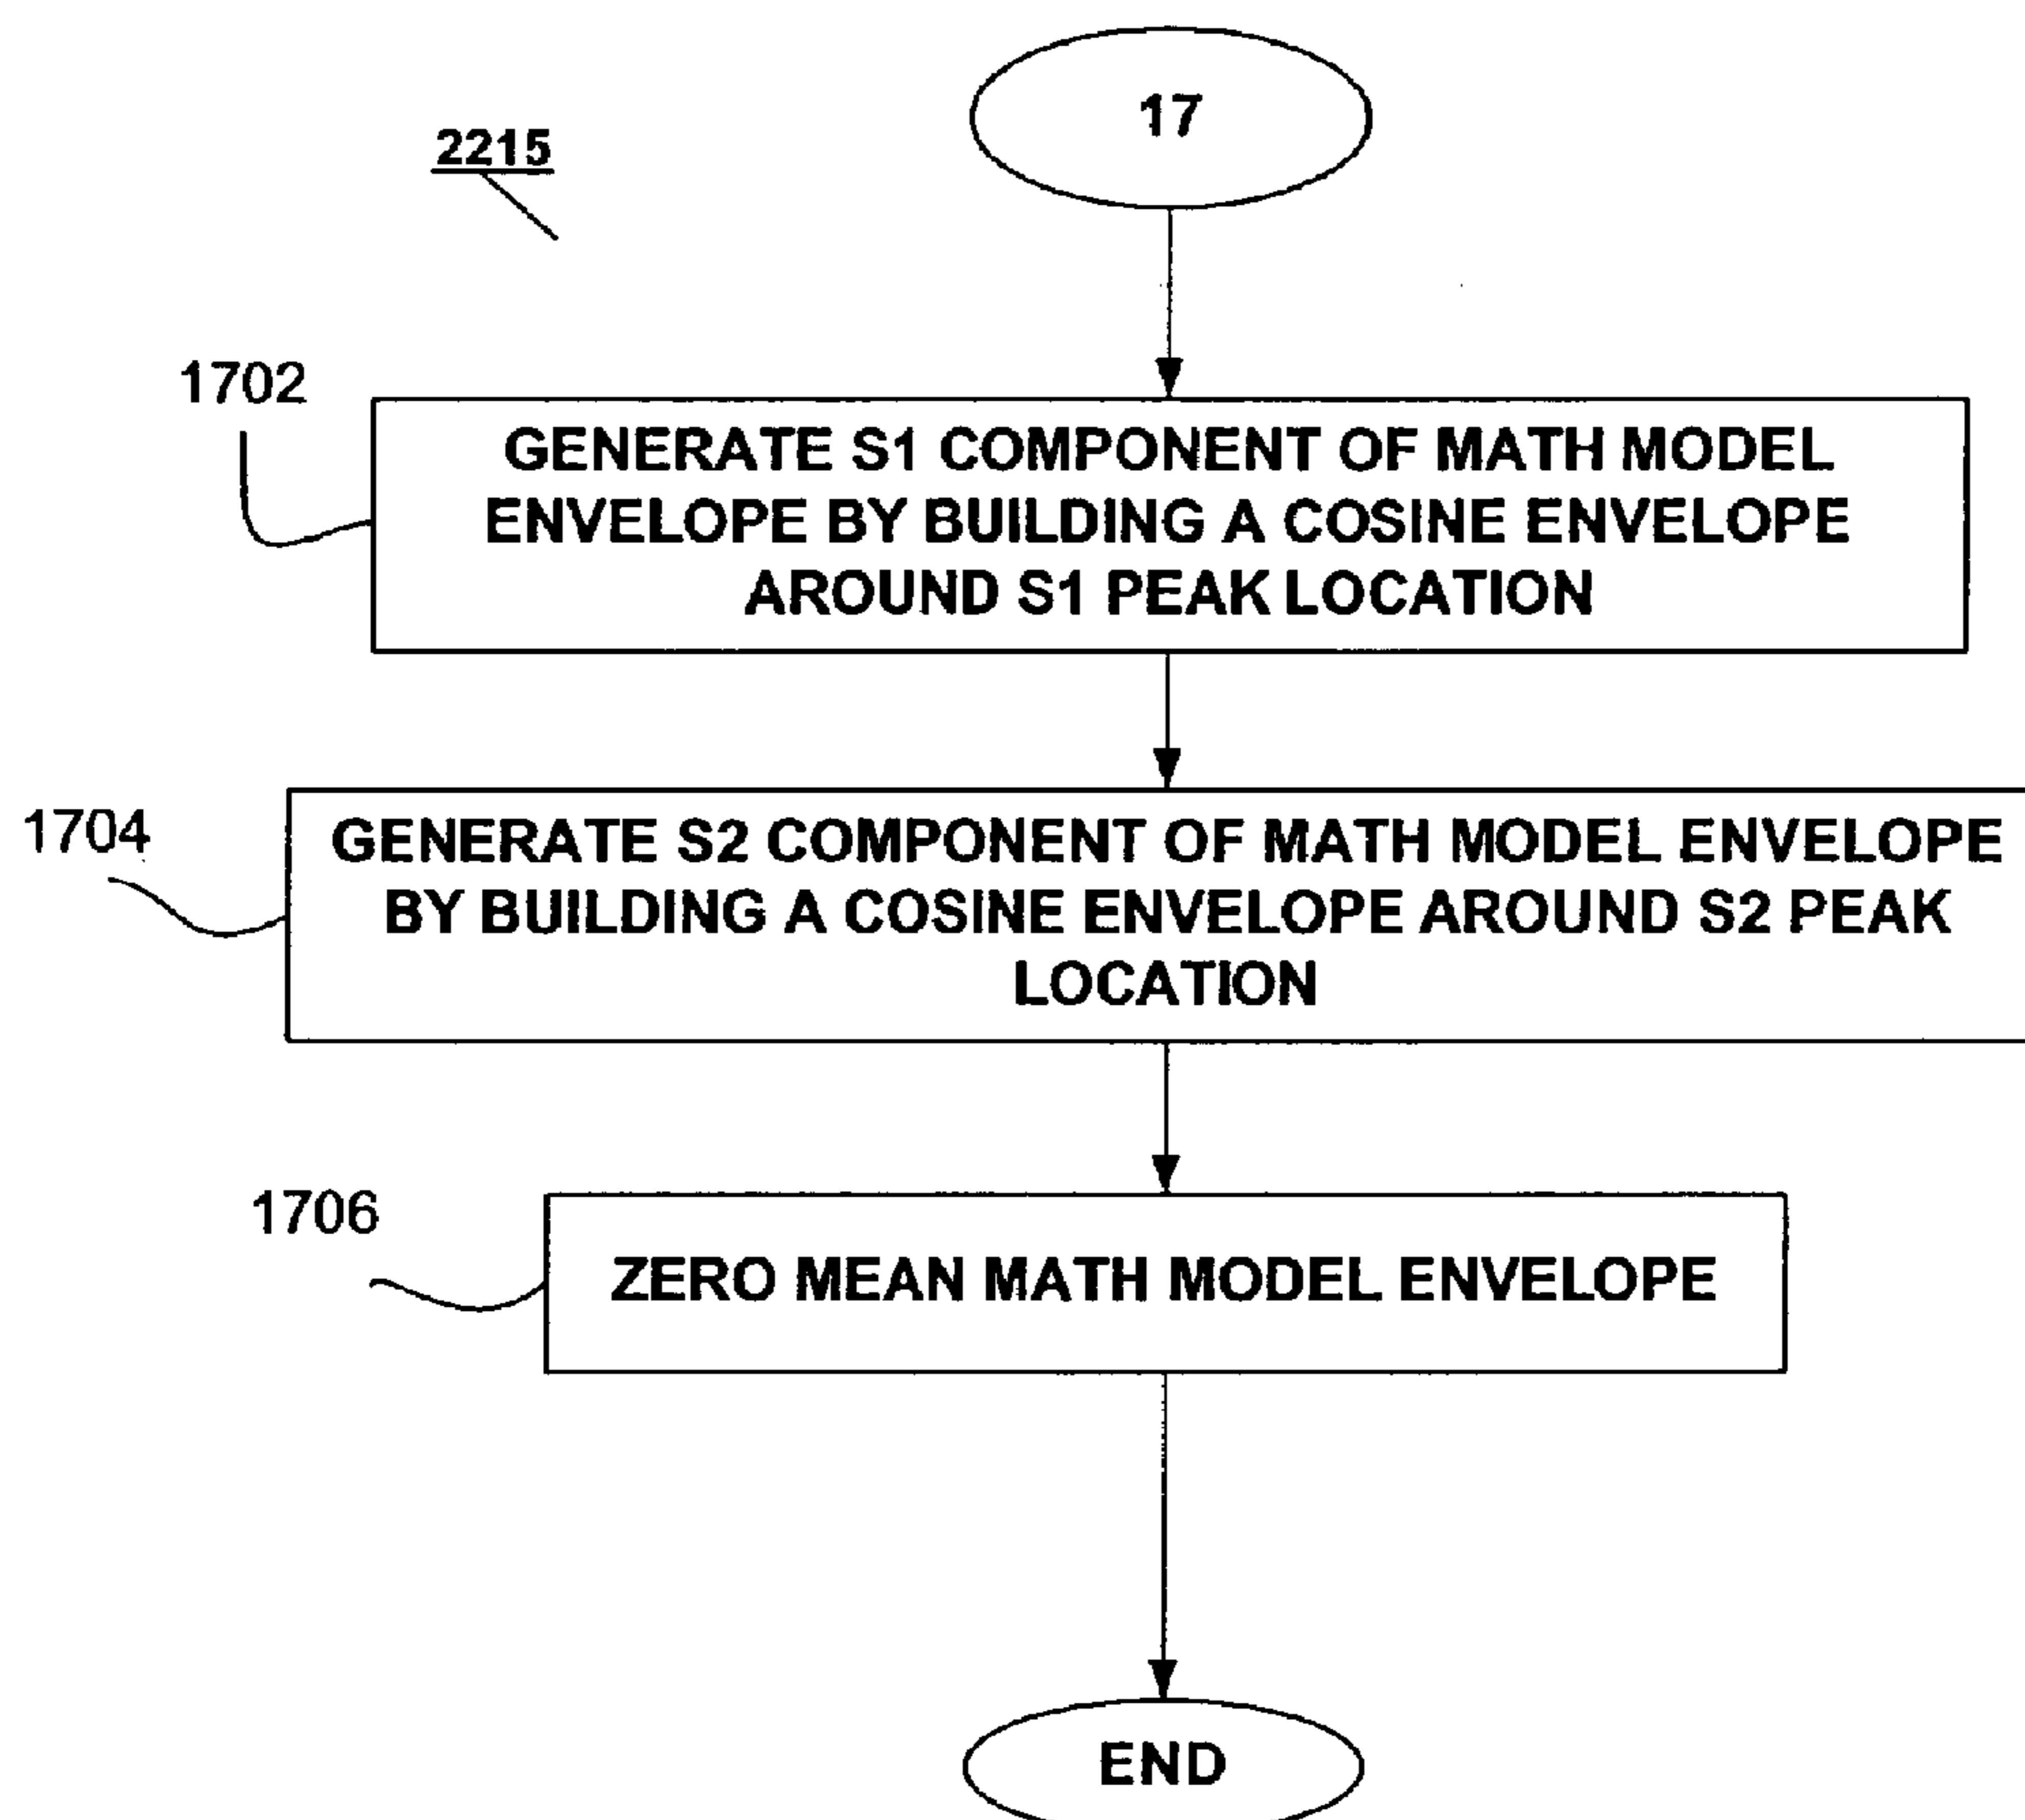 17
2215
1702
GENERATE S1 COMPONENT OF MATH MODEL
ENVELOPE BY BUILDING A COSINE ENVELOPE
AROUND S1 PEAK LOCATION
1704
GENERATE S2 COMPONENT OF MATH MODEL ENVELOPE
BY BUILDING A COSINE ENVELOPE AROUND S2 PEAK
LOCATION
1706
ZERO MEAN MATH MODEL ENVELOPE
END